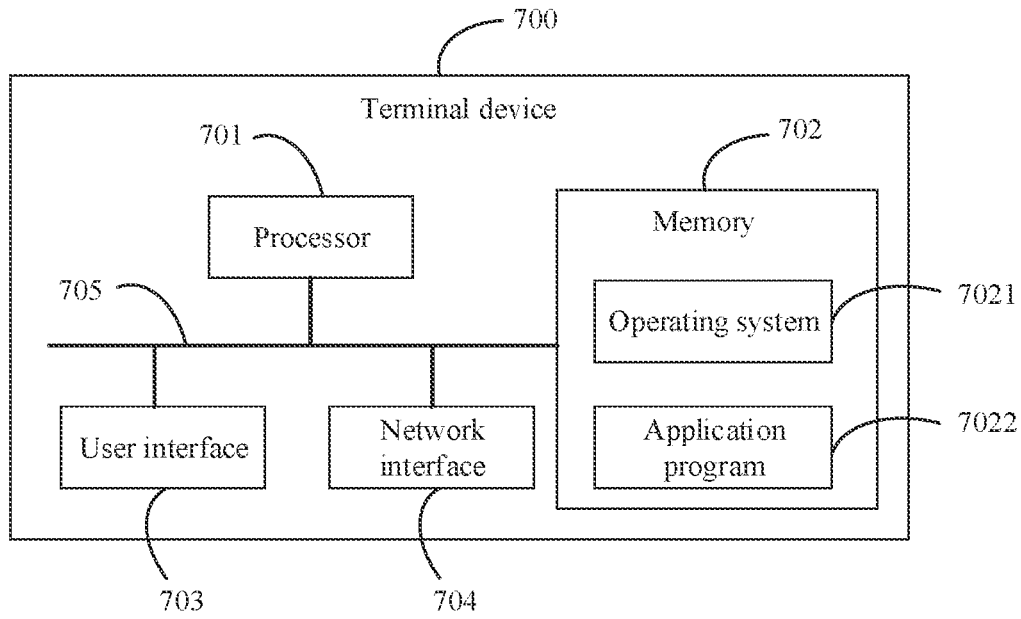 700
Terminal device
701
702
Processor
Memory
705
Operating system
7021
User interface
Network
interface
Application
program
7022
703
704